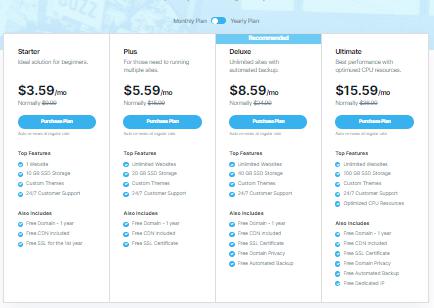 Monthly Plan Yearly Plan
Recommended
Starter
Ideal solution for beginners.
$3.59/mo
Normally $9.99
Purchase Plan
Auto renews at regular rate
Top Features
1 Website
10 GB SSD Storage
Custom Themes
24/7 Customer Support
Also Includes
Free Domain - 1 year
Free CDN included
Free SSL for the 1st year
Plus
For those need to running
multiple sites.
$5.59/mo
Normally $15.99
Purchase Plan
Auto renews at regular rate
Top Features
Unlimited Websites
20 GB SSD Storage
Custom Themes
24/7 Customer Support
Also Includes
Free Domain - 1 year
Free CDN included
Free SSL Certificate
Deluxe
Unlimited sites with
automated backup.
$8.59/mo
Normally $24.99
Purchase Plan
Auto renews at regular rate
Top Features
Unlimited Websites
40 GB SSD Storage
Custom Themes
24/7 Customer Support
Also Includes
Free Domain - 1 year
Free CDN included
Free SSL Certificate
Free Domain Privacy
Free Automated Backup
Ultimate
Best performance with
optimized CPU resources.
$15.59/mo
Normally
Purchase Plan
Auto renews at regular rate
Top Features
Unlimited Websites
100 GB SSD Storage
Custom Themes
24/7 Customer Support
Optimized CPU Resources
Also Includes
Free Domain - 1 year
Free CDN included
Free SSL Certificate
Free Domain Privacy
Free Automated Backup
Free Dedicated IP